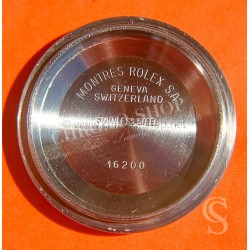 MONTRES ROLEX S.A.
GENEVA
SWITZERLAND
STAINLESS STEEL
16200
S